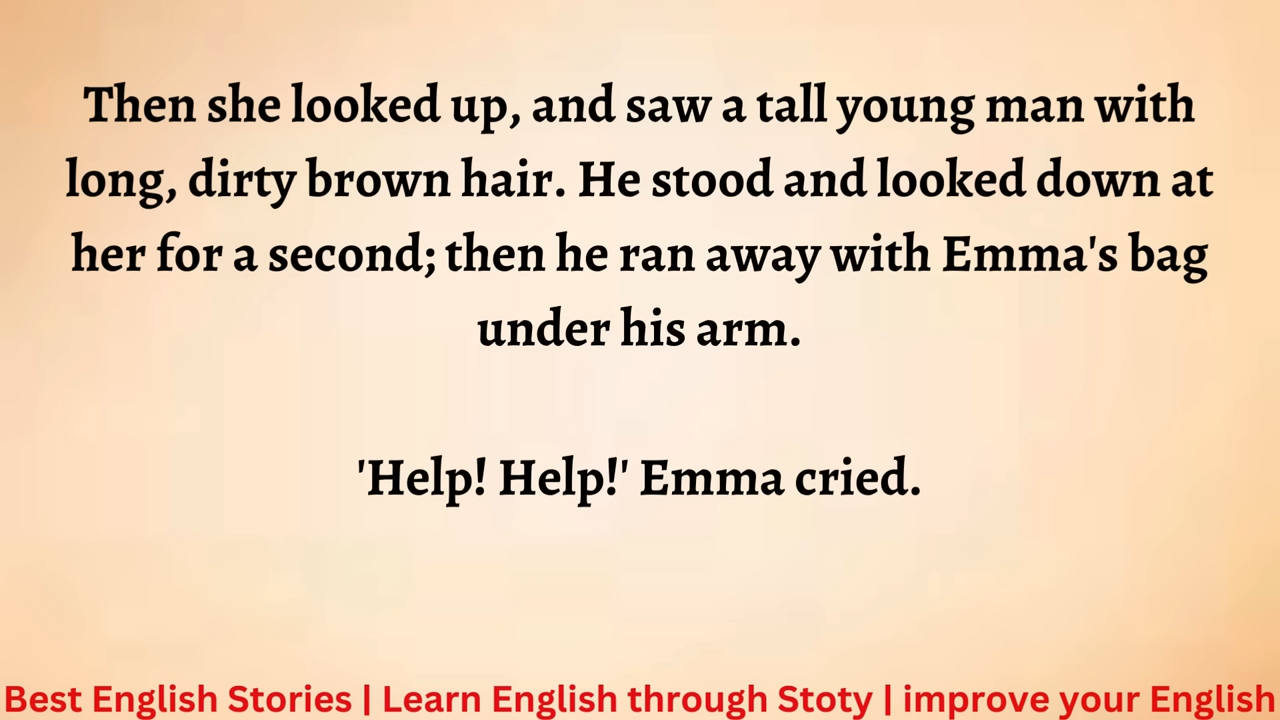 Then she looked up, and saw a tall young man with
long, dirty brown hair. He stood and looked down at
her for a second; then he ran away with Emma's bag
under his arm.
'Help! Help!' Emma cried.
Best English Stories | Learn English through Stoty | improve your English